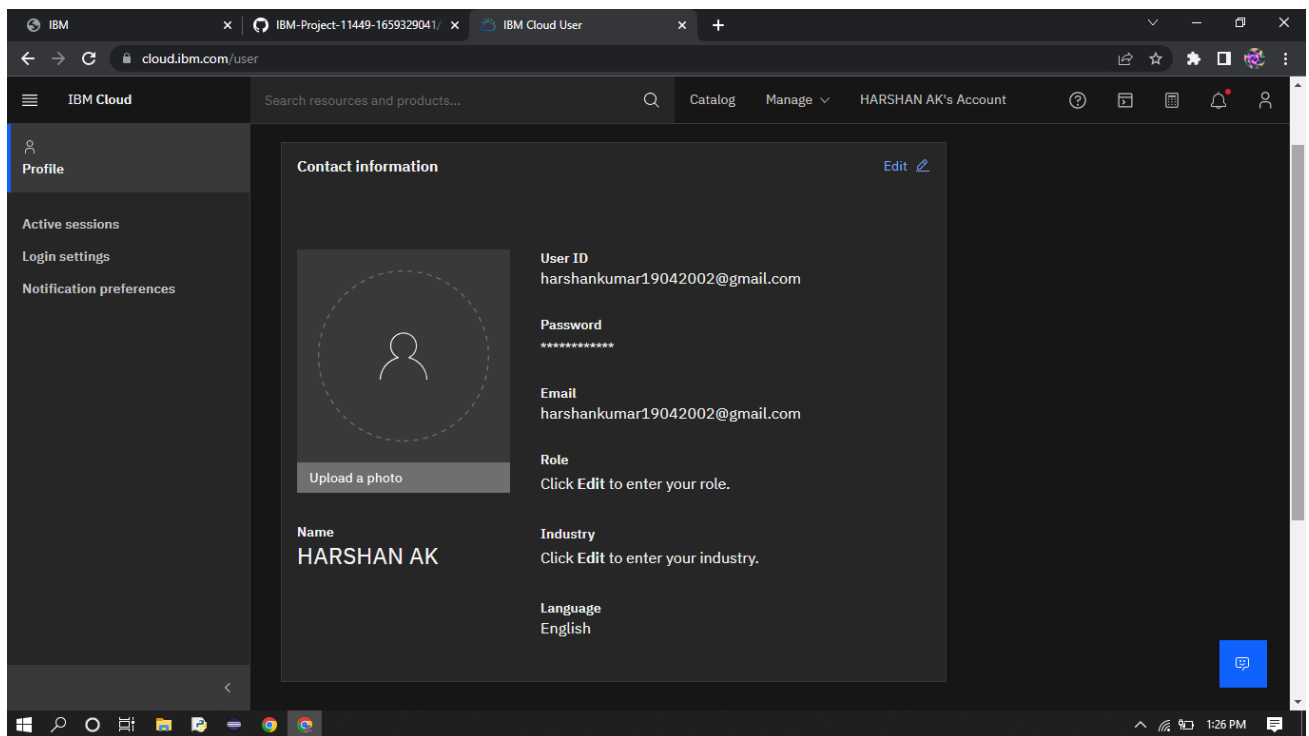 IBM
IBM-Project-11449-1659329041/
IBM Cloud User
cloud.ibm.com/user
IBM Cloud
Search resources and products...
Catalog
Manage
HARSHAN AK's Account
Profile
Active sessions
Login settings
Notification preferences
Contact information
Edit
Upload a photo
Name
HARSHAN AK
User ID
harshankumar19042002@gmail.com
Password
************
Email
harshankumar19042002@gmail.com
Role
Click Edit to enter your role.
Industry
Click Edit to enter your industry.
Language
English
1:26 PM